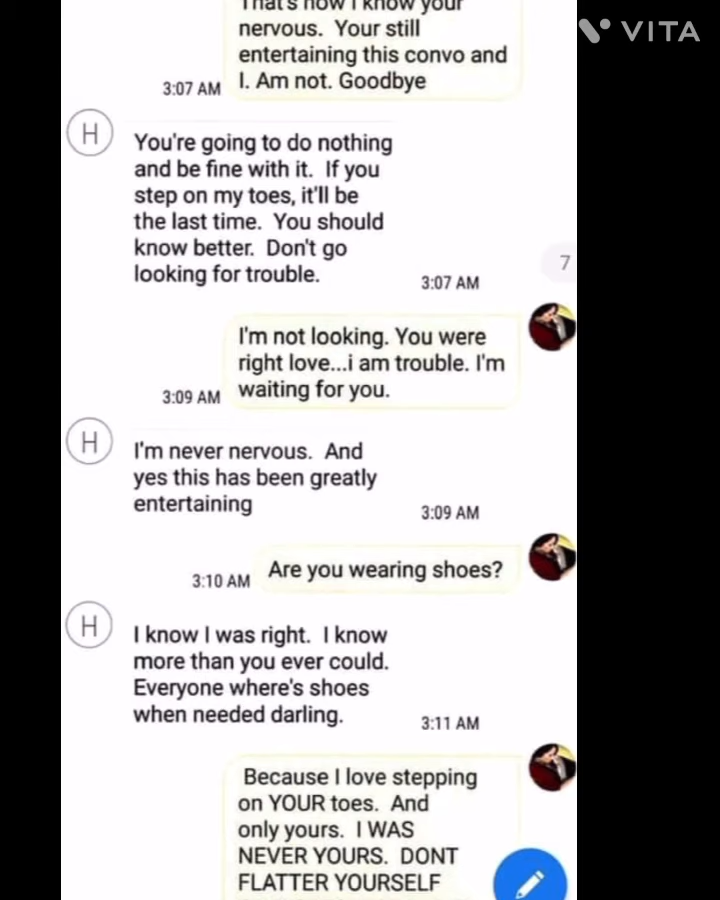 That's how I know your
VITA
nervous.  Your still
entertaining this convo and
I. Am not. Goodbye
3:07 AM
H
You're going to do nothing
and be fine with it.  If you
step on my toes, it'll be
the last time.  You should
know better.  Don't go
looking for trouble.
3:07 AM
7
I'm not looking. You were
right love...i am trouble. I'm
waiting for you.
3:09 AM
H
I'm never nervous.  And
yes this has been greatly
entertaining
3:09 AM
Are you wearing shoes?
3:10 AM
H
I know I was right.  I know
more than you ever could.
Everyone where's shoes
when needed darling.
3:11 AM
Because I love stepping
on YOUR toes.  And
only yours.  I WAS
NEVER YOURS.  DONT
FLATTER YOURSELF